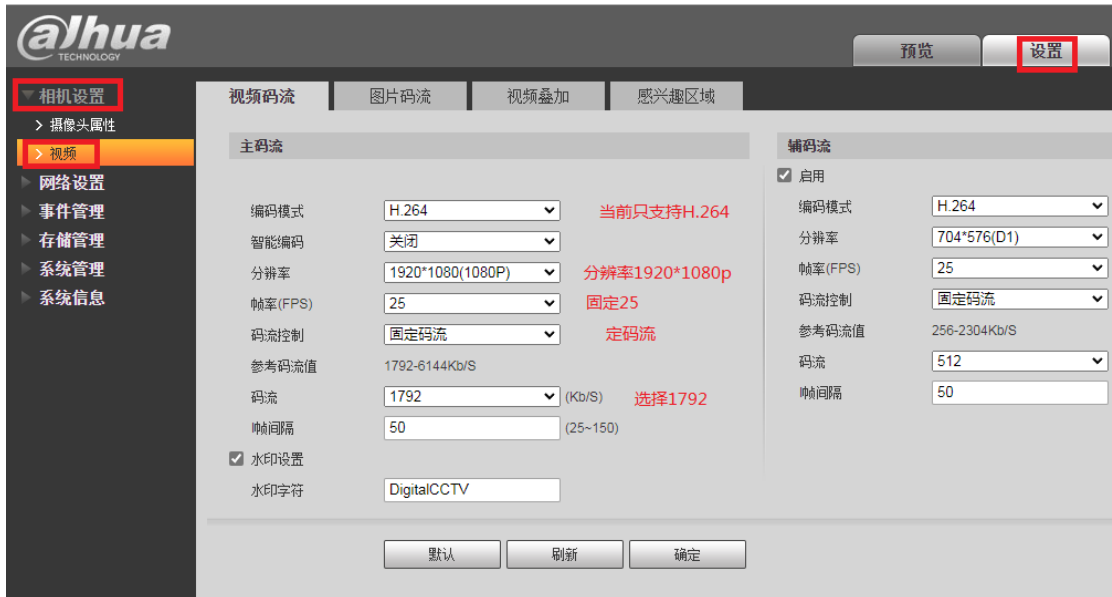 alhua
TECHNOLOGY
预览
设置
相机设置
摄像头属性
视频
网络设置
事件管理
存储管理
系统管理
系统信息
视频码流
图片码流
视频叠加
感兴趣区域
主码流
编码模式 H.264 当前只支持H.264
智能编码 关闭
分辨率 1920*1080(1080P) 分辨率1920*1080p
帧率(FPS) 25 固定25
码流控制 固定码流 定码流
参考码流值 1792-6144Kb/S
码流 1792 (Kb/S) 选择1792
I帧间隔 50 (25~150)
水印设置
水印字符 DigitalCCTV
默认
刷新
确定
辅码流
启用
编码模式 H.264
分辨率 704*576(D1)
帧率(FPS) 25
码流控制 固定码流
参考码流值 256-2304Kb/S
码流 512
I帧间隔 50